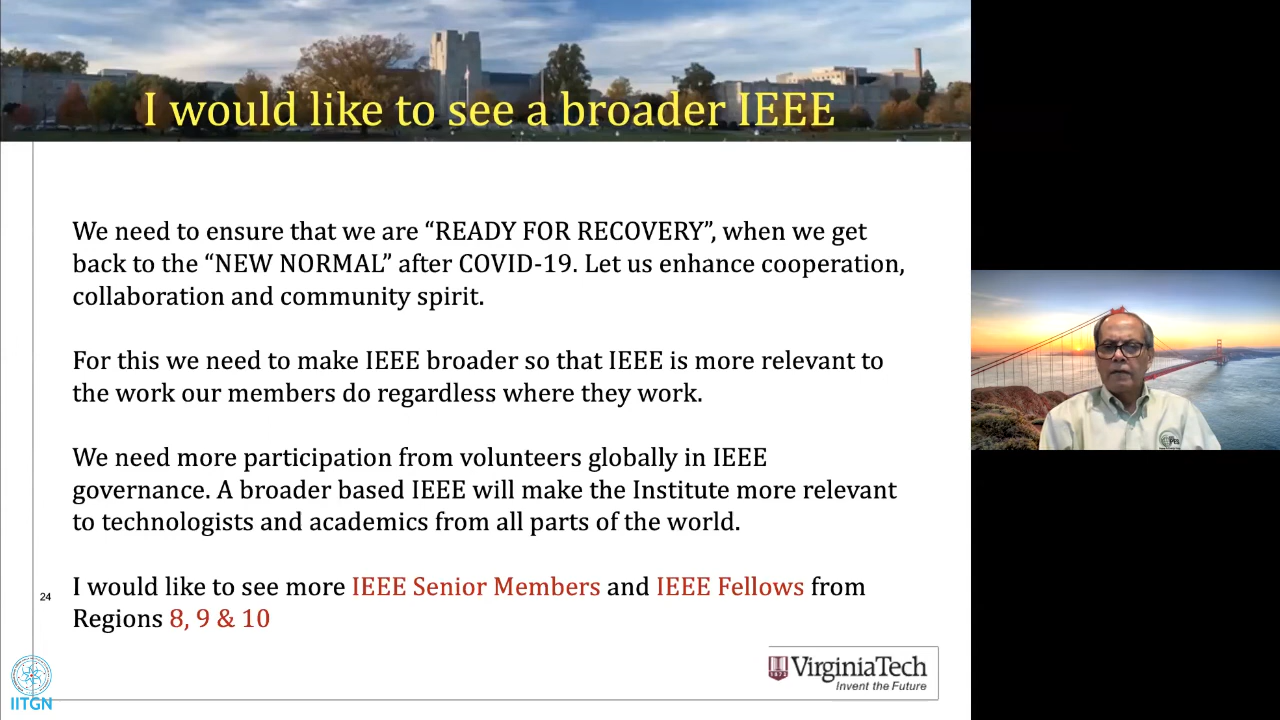 I would like to see a broader IEEE
We need to ensure that we are “READY FOR RECOVERY”, when we get
back to the “NEW NORMAL” after COVID-19. Let us enhance cooperation,
collaboration and community spirit.
For this we need to make IEEE broader so that IEEE is more relevant to
the work our members do regardless where they work.
We need more participation from volunteers globally in IEEE
governance. A broader based IEEE will make the Institute more relevant
to technologists and academics from all parts of the world.
I would like to see more IEEE Senior Members and IEEE Fellows from
Regions 8, 9 & 10
24
VirginiaTech
Invent the Future
IITGN